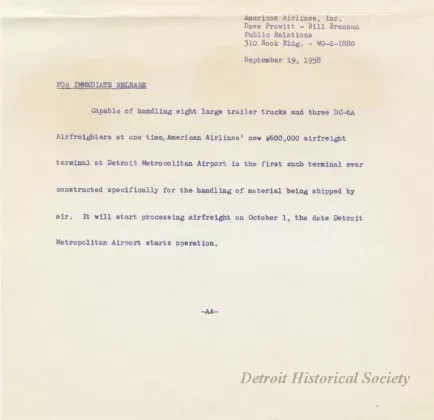 American Airlines, Inc.
Dave Prowitt - Bill Brennan
Public Relations
310 Book Bldg. - WO-2-1880
September 19, 1958
FOR IMMEDIATE RELEASE
Capable of handling eight large trailer trucks and three DC-6A
Airfreighters at one time, American Airlines' new $600,000 airfreight
terminal at Detroit Metropolitan Airport is the first such terminal ever
constructed specifically for the handling of material being shipped by
air. It will start processing airfreight on October 1, the date Detroit
Metropolitan Airport starts operation.
-AA-
Detroit Historical Society